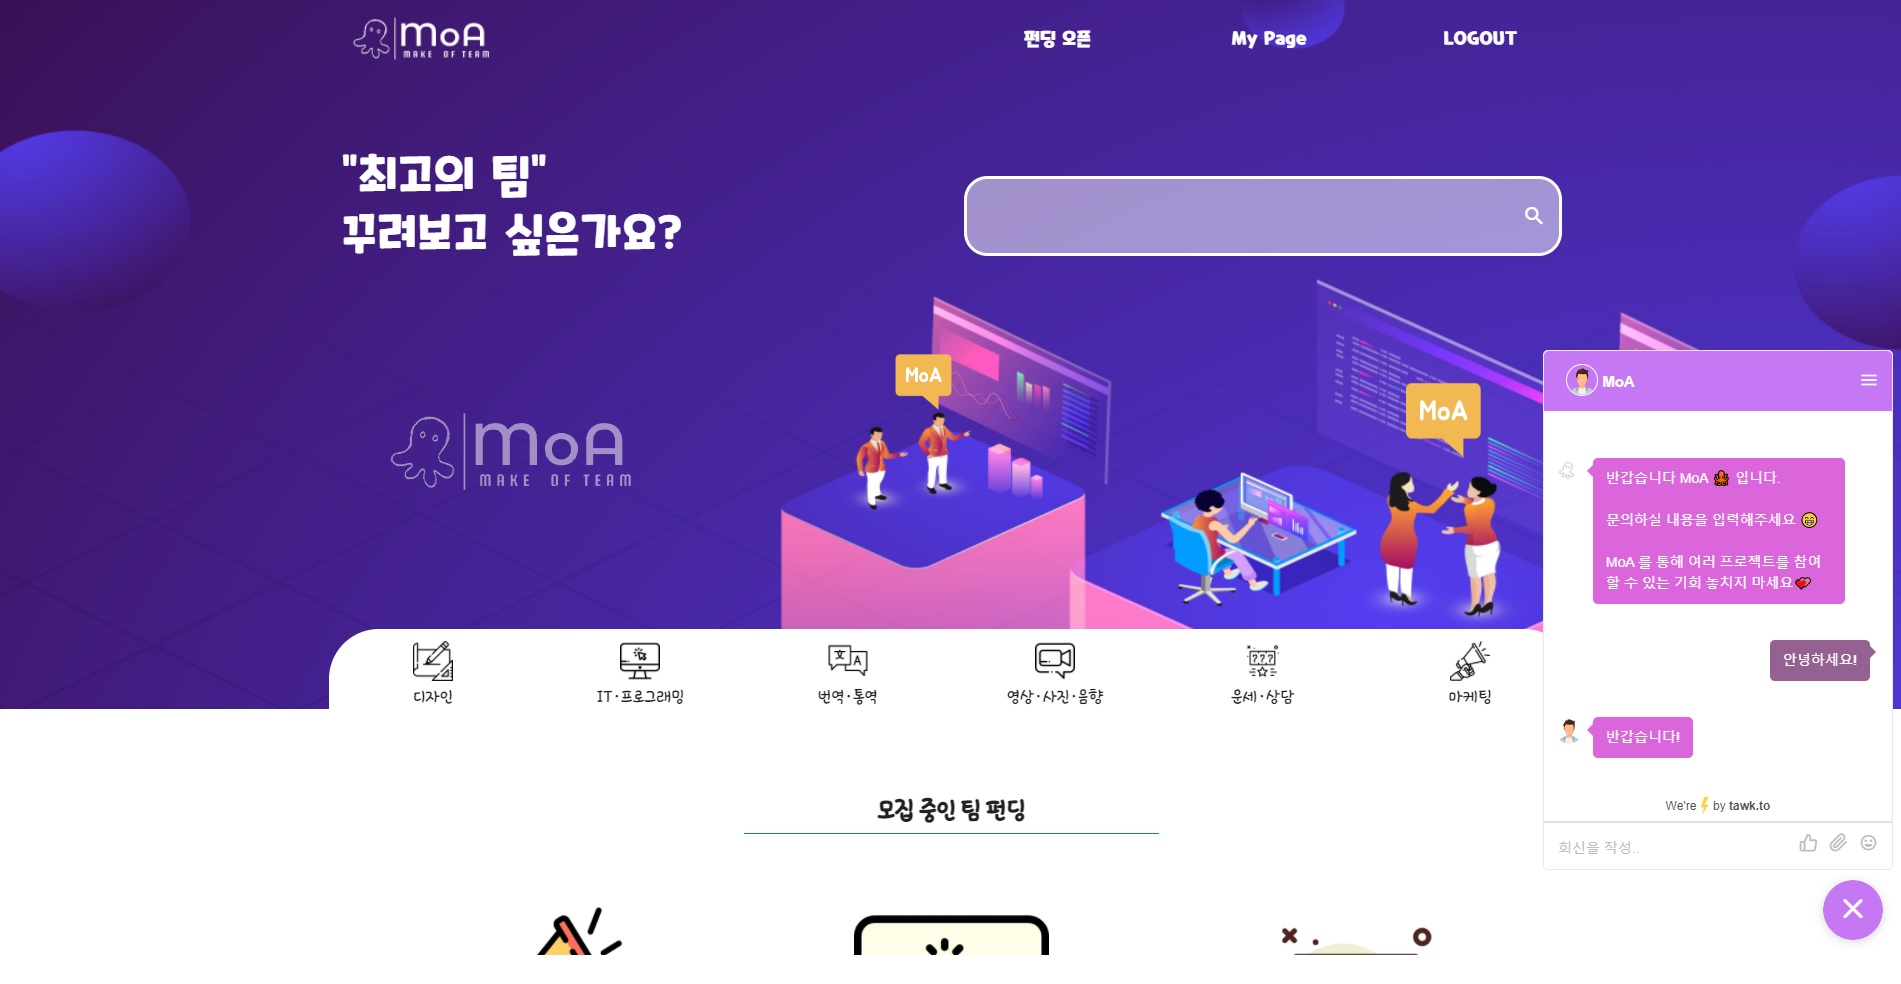 moA
MAKE OF TEAM
펀딩 오픈
My Page
LOGOUT
"최고의 팀"
꾸려보고 싶은가요?
MoA
MoA
moA
MAKE OF TEAM
디자인
IT·프로그래밍
번역·통역
영상·사진·음향
운세·상담
마케팅
모집 중인 팀 펀딩
MoA
반갑습니다 MoA 🐙 입니다.
문의하실 내용을 입력해주세요 😁
MoA 를 통해 여러 프로젝트를 참여
할 수 있는 기회 놓치지 마세요💕
안녕하세요!
반갑습니다!
We're ⚡ by tawk.to
회신을 작성..